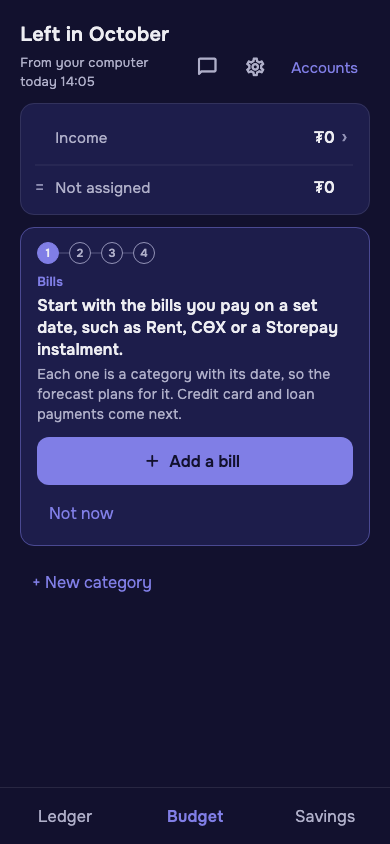 Left in October
From your computer
today 14:05
Accounts
Income ₮0 ›
= Not assigned ₮0
1 2 3 4
Bills
Start with the bills you pay on a set
date, such as Rent, СӨХ or a Storepay
instalment.
Each one is a category with its date, so the
forecast plans for it. Credit card and loan
payments come next.
+ Add a bill
Not now
+ New category
Ledger Budget Savings